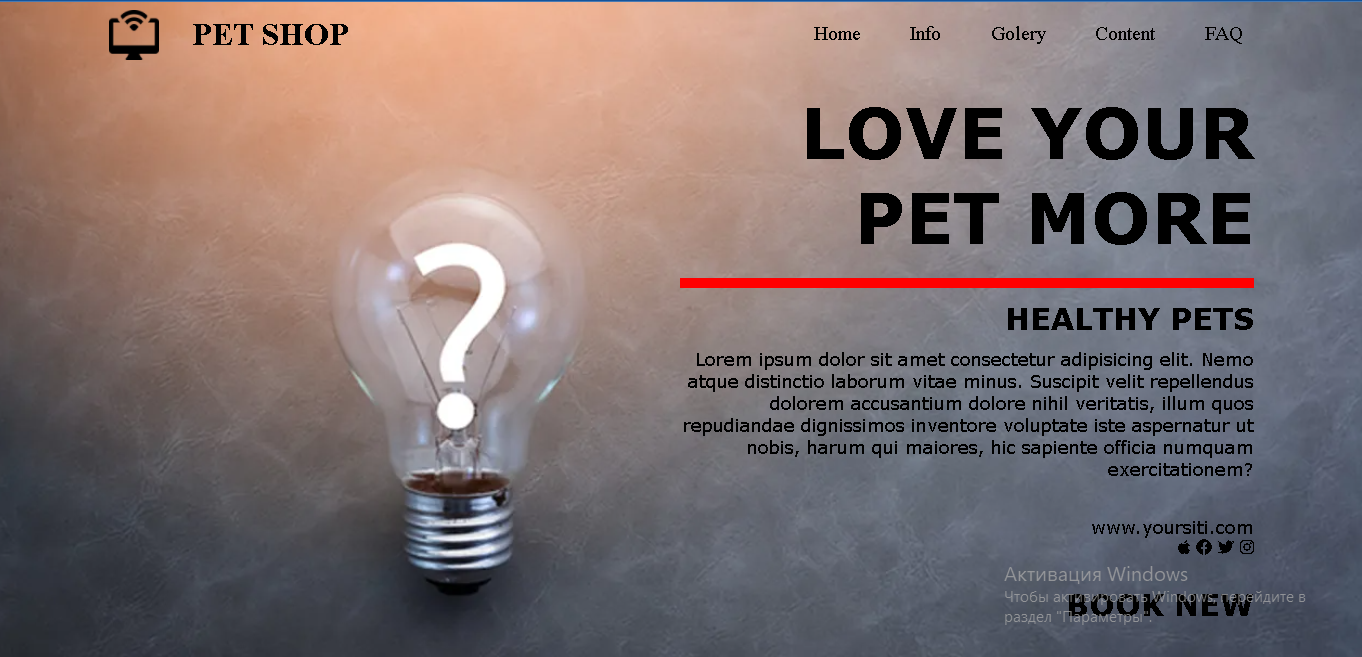 PET SHOP
Home Info Golery Content FAQ
LOVE YOUR
PET MORE
HEALTHY PETS
Lorem ipsum dolor sit amet consectetur adipisicing elit. Nemo
atque distinctio laborum vitae minus. Suscipit velit repellendus
dolorem accusantium dolore nihil veritatis, illum quos
repudiandae dignissimos inventore voluptate iste aspernatur ut
nobis, harum qui maiores, hic sapiente officia numquam
exercitationem?
www.yoursiti.com
Активация Windows
Чтобы активировать Windows, перейдите в
раздел "Параметры".
BOOK NEW
?